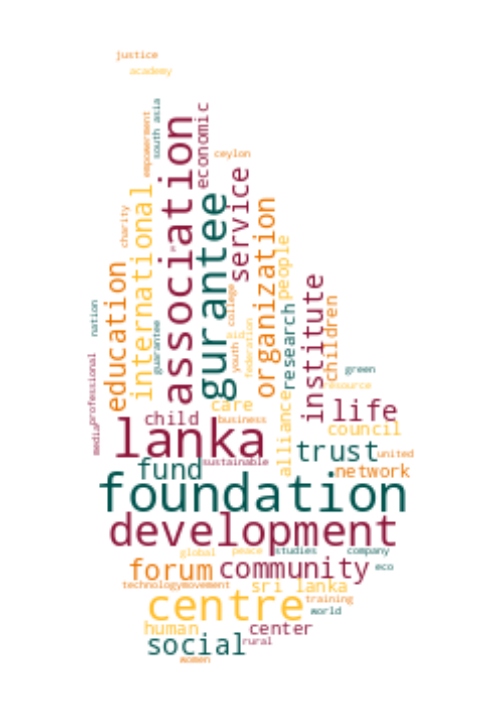 justice
academy
south asia
empowerment
association
economic
ceylon
service
international
gurantee
organization
charity
people
education
institute
college
children
nation
research
guarantee
youth
federation
professional
green
alliance
life
care
child
business
council
media
lanka
trust
united
fund
sustainable
network
foundation
development
global
peace
studies
company
forum
community
eco
technology
movement
sri lanka
training
centre
world
human
center
social
rural
women